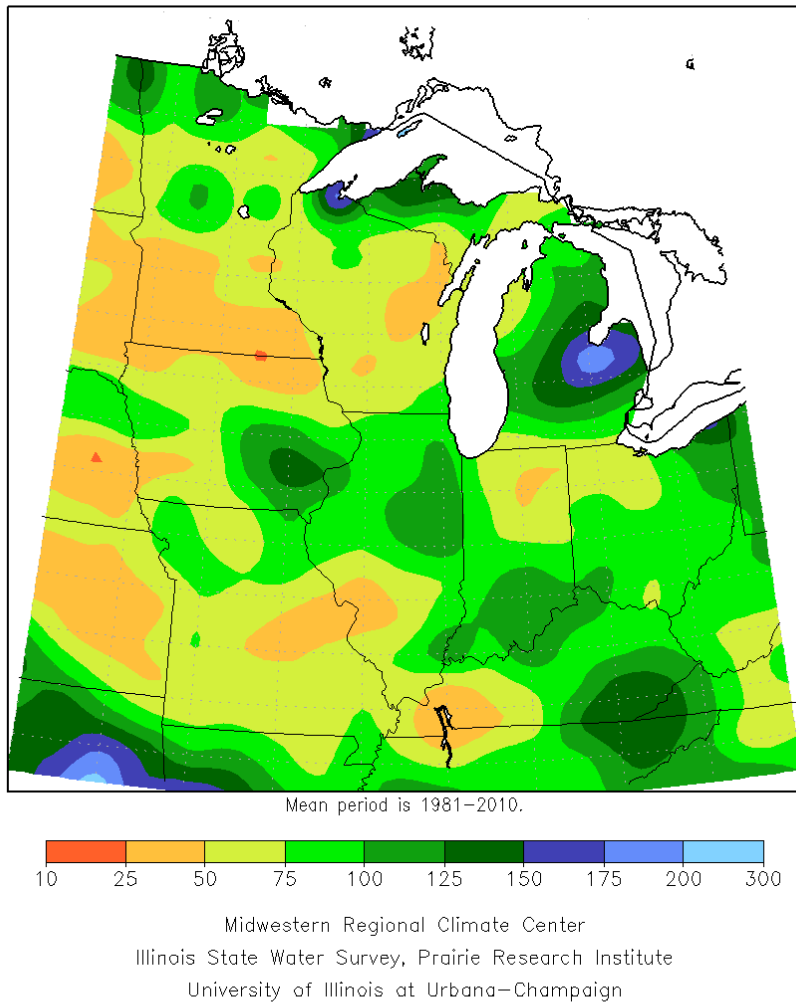 Mean period is 1981-2010.
10 25 50 75 100 125 150 175 200 300
Midwestern Regional Climate Center
Illinois State Water Survey, Prairie Research Institute
University of Illinois at Urbana-Champaign